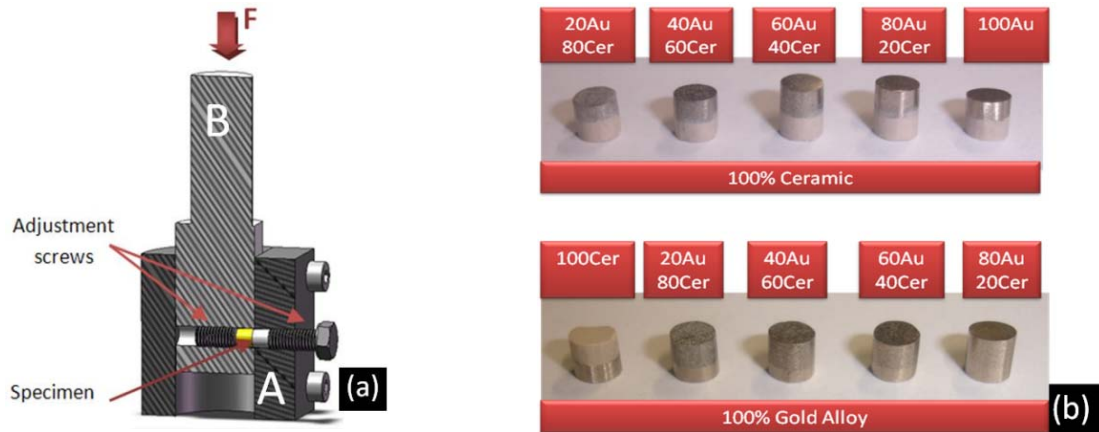 F
B
Adjustment
screws
Specimen
A
(a)
20Au
80Cer
40Au
60Cer
60Au
40Cer
80Au
20Cer
100Au
100% Ceramic
100Cer
20Au
80Cer
40Au
60Cer
60Au
40Cer
80Au
20Cer
100% Gold Alloy
(b)